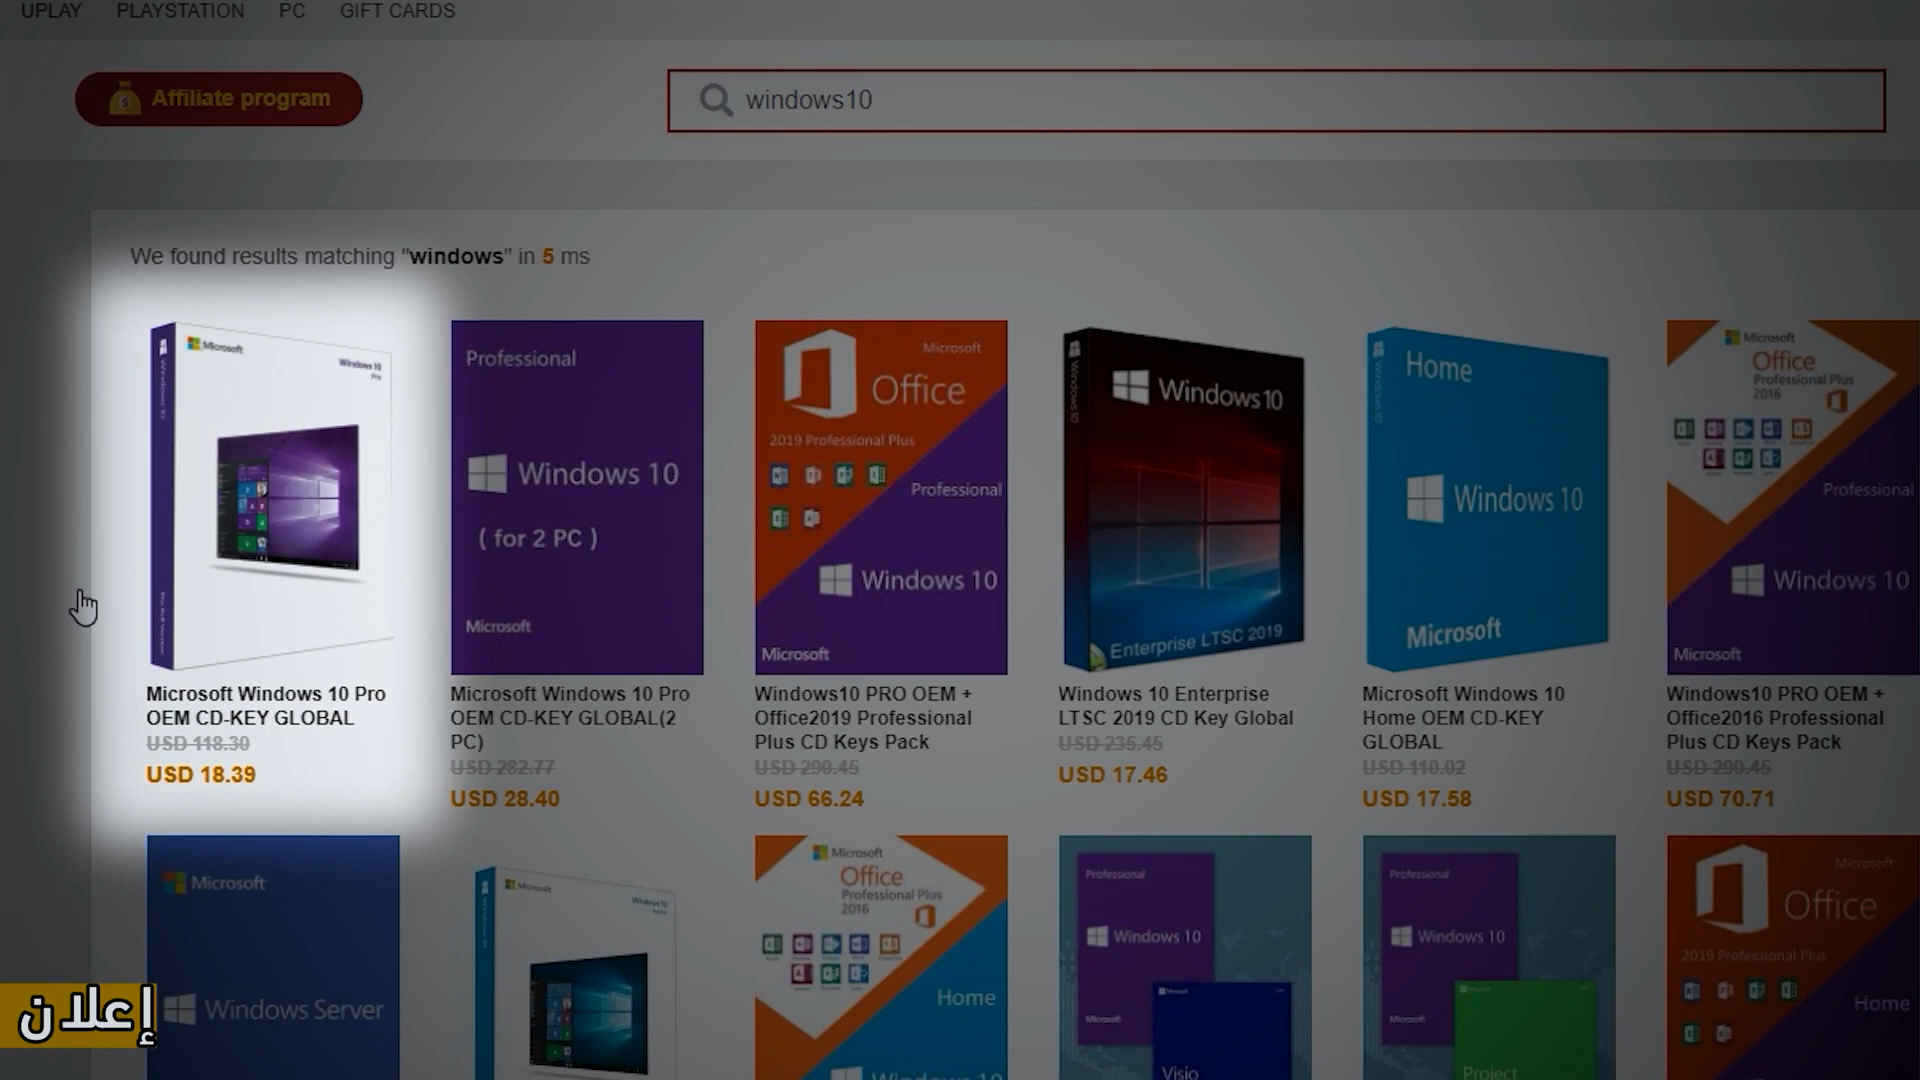 UPLAY PLAYSTATION PC GIFT CARDS
Affiliate program
windows10
We found results matching "windows" in 5 ms
Microsoft
Windows 10
Pro
Professional
Windows 10
( for 2 PC )
Microsoft
Microsoft
Office
2019 Professional Plus
Professional
Windows 10
Microsoft
Windows 10
Enterprise LTSC 2019
Home
Windows 10
Microsoft
Microsoft
Office
Professional Plus
2016
Professional
Windows 10
Microsoft
Microsoft Windows 10 Pro
OEM CD-KEY GLOBAL
USD 118.30
USD 18.39
Microsoft Windows 10 Pro
OEM CD-KEY GLOBAL(2
PC)
USD 282.77
USD 28.40
Windows10 PRO OEM +
Office2019 Professional
Plus CD Keys Pack
USD 290.45
USD 66.24
Windows 10 Enterprise
LTSC 2019 CD Key Global
USD 235.45
USD 17.46
Microsoft Windows 10
Home OEM CD-KEY
GLOBAL
USD 110.02
USD 17.58
Windows10 PRO OEM +
Office2016 Professional
Plus CD Keys Pack
USD 290.45
USD 70.71
Microsoft
Windows Server
Microsoft
Windows 10
Microsoft
Office
Professional Plus
2016
Home
Windows 10
Professional
Windows 10
Microsoft
Visio
Professional
Windows 10
Microsoft
Project
Microsoft
Office
2019 Professional Plus
Home
إعلان